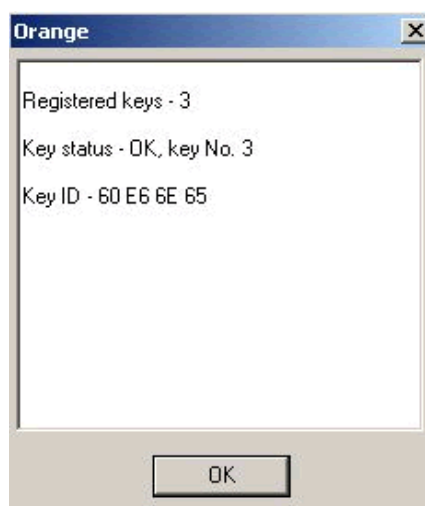 Orange
Registered keys - 3
Key status - OK, key No. 3
Key ID - 60 E6 6E 65
OK